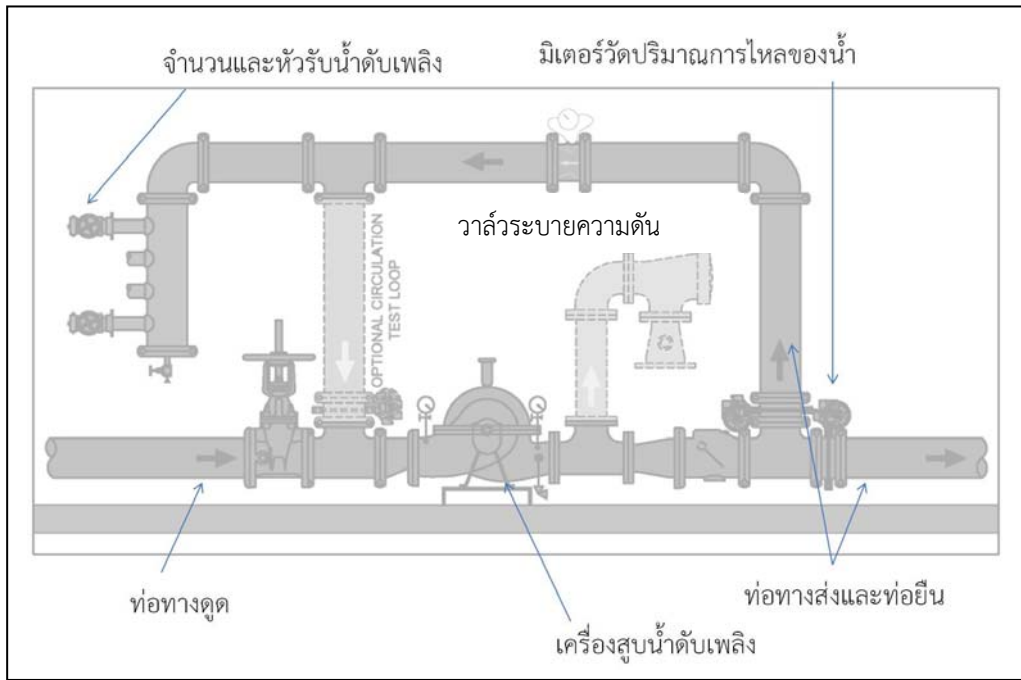 จำนวนและหัวรับน้ำดับเพลิง
มิเตอร์วัดปริมาณการไหลของน้ำ
วาล์วระบายความดัน
OPTIONAL CIRCULATION
TEST LOOP
ท่อทางดูด
ท่อทางส่งและท่อยืน
เครื่องสูบน้ำดับเพลิง